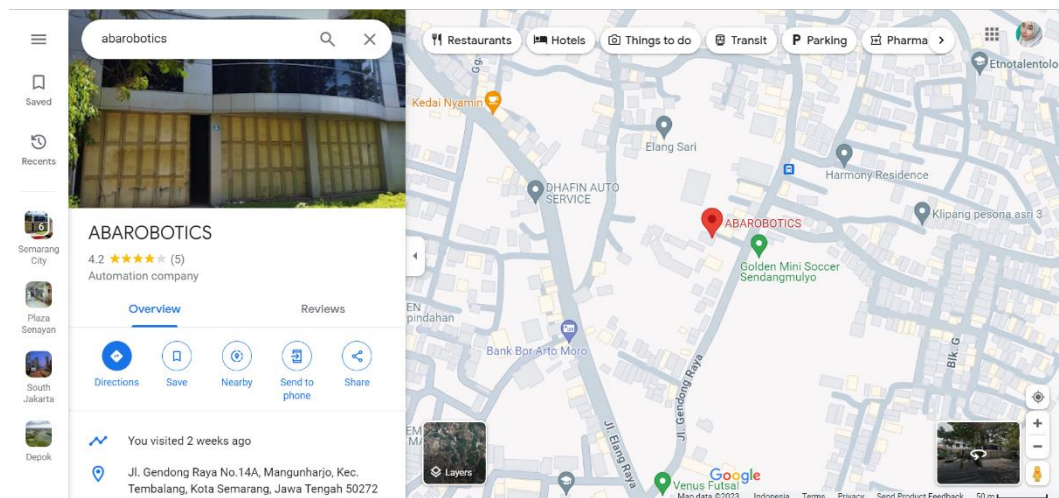 abarobotics
Restaurants
Hotels
Things to do
Transit
P Parking
Pharma
Saved
Recents
6
Semarang
City
Plaza
Senayan
South
Jakarta
Depok
ABAROBOTICS
4.2 (5)
Automation company
Overview
Reviews
Directions
Save
Nearby
Send to
phone
Share
You visited 2 weeks ago
Jl. Gendong Raya No.14A, Mangunharjo, Kec.
Tembalang, Kota Semarang, Jawa Tengah 50272
Kedai Nyamin
Etnotalentolo
Elang Sari
Harmony Residence
DHAFIN AUTO
SERVICE
Klipang pesona asri 3
ABAROBOTICS
Golden Mini Soccer
Sendangmulyo
EN
pindahan
Bank Bpr Arto Moro
Blk. G
Jl. Gendong Raya
Jl. Elang Raya
Layers
Google
Venus Futsal
Map data ©2023 Indonesia Terms Privacy Send Product Feedback 50 m